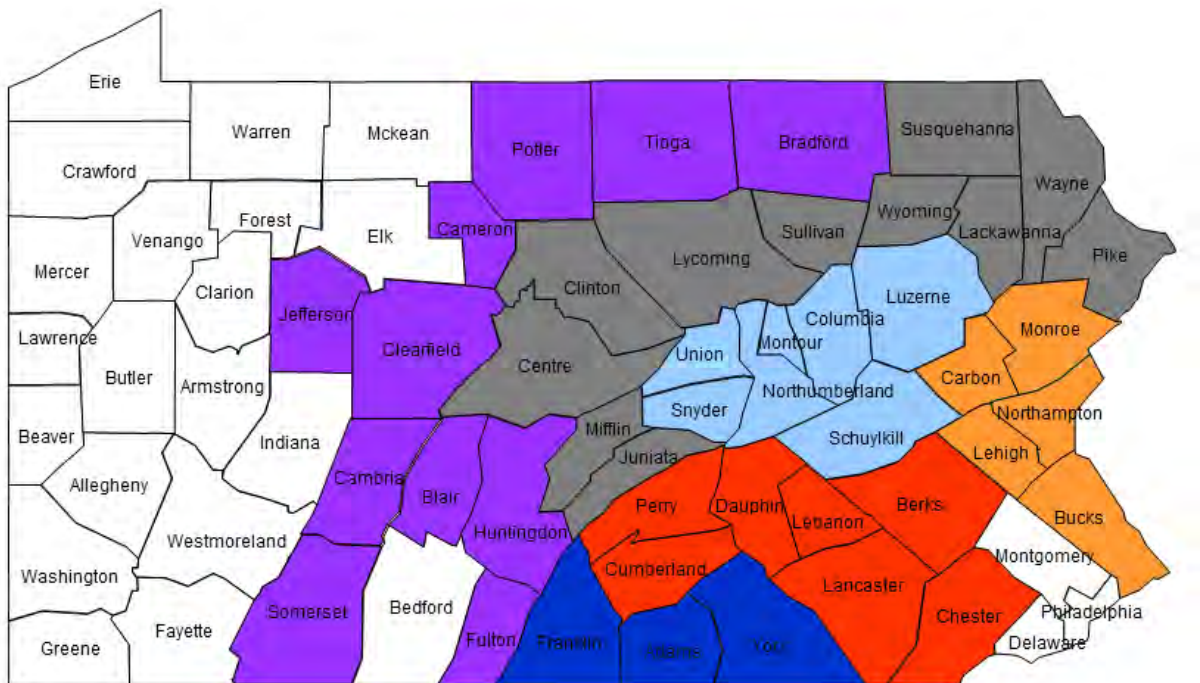 Erie
Warren
Mckean
Potter
Tioga
Bradford
Susquehanna
Crawford
Wayne
Forest
Elk
Cameron
Wyoming
Venango
Sullivan
Lackawanna
Lycoming
Pike
Mercer
Clarion
Clinton
Luzerne
Jefferson
Columbia
Monroe
Lawrence
Clearfield
Union
Montour
Butler
Centre
Carbon
Armstrong
Northumberland
Snyder
Northampton
Beaver
Indiana
Mifflin
Schuylkill
Lehigh
Juniata
Allegheny
Cambria
Blair
Perry
Dauphin
Berks
Lebanon
Bucks
Huntingdon
Westmoreland
Montgomery
Washington
Cumberland
Lancaster
Somerset
Bedford
Philadelphia
Chester
Fayette
Fulton
Franklin
Delaware
Adams
York
Greene